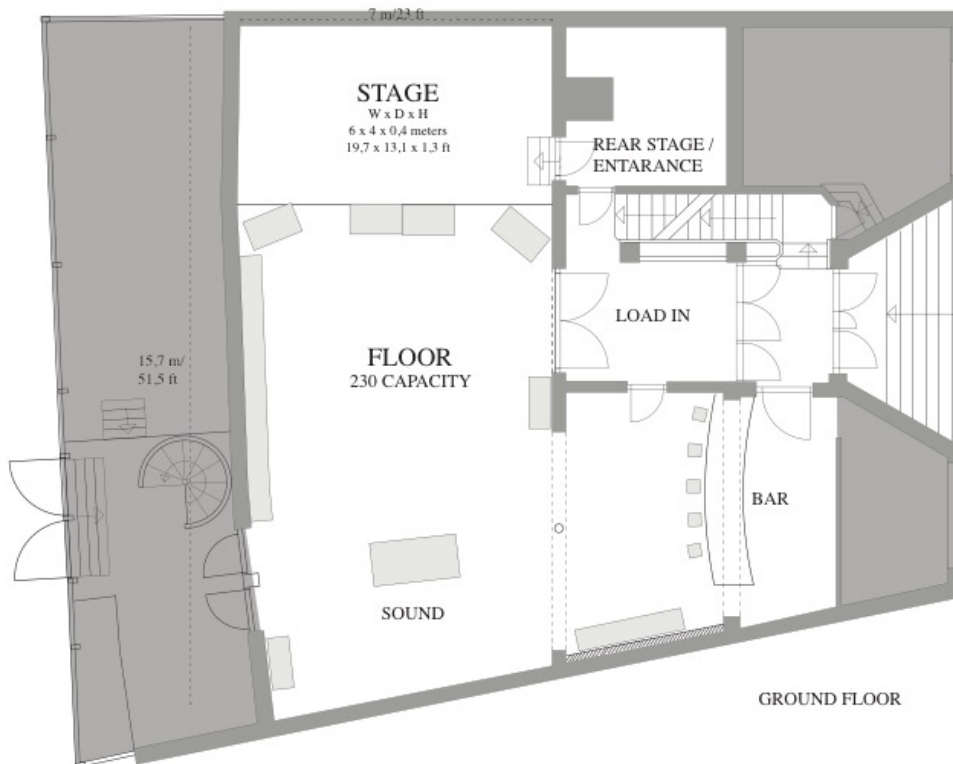 7 m/23 ft
STAGE
W x D x H
6 x 4 x 0,4 meters
19,7 x 13,1 x 1,3 ft
REAR STAGE /
ENTARANCE
LOAD IN
FLOOR
230 CAPACITY
15,7 m/
51,5 ft
BAR
SOUND
GROUND FLOOR